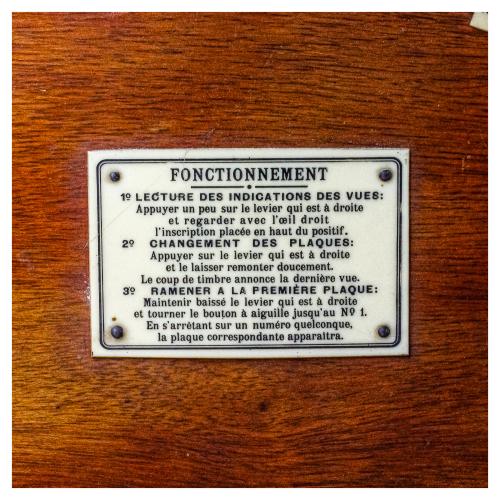 FONCTIONNEMENT
1º LECTURE DES INDICATIONS DES VUES:
Appuyer un peu sur le levier qui est à droite
et regarder avec l'œil droit
l'inscription placée en haut du positif.
2º CHANGEMENT DES PLAQUES:
Appuyer sur le levier qui est à droite
et le laisser remonter doucement.
Le coup de timbre annonce la dernière vue.
3º RAMENER A LA PREMIÈRE PLAQUE:
Maintenir baissé le levier qui est à droite
et tourner le bouton à aiguille jusqu'au Nº 1.
En s'arrêtant sur un numéro quelconque,
la plaque correspondante apparaîtra.